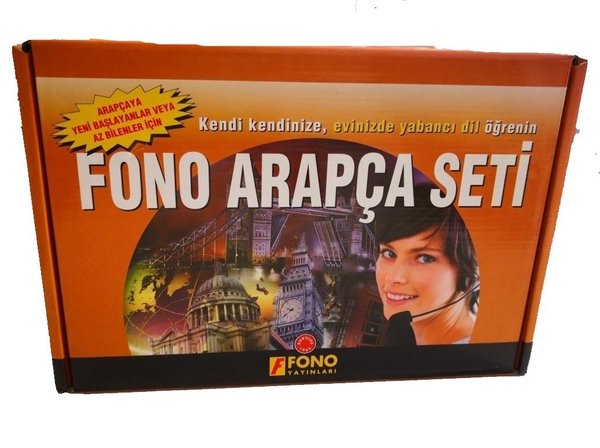 ARAPÇAYA
YENİ BAŞLAYANLAR VEYA
AZ BİLENLER İÇİN
Kendi kendinize, evinizde yabancı dil öğrenin
FONO ARAPÇA SETİ
F FONO
YAYINLARI